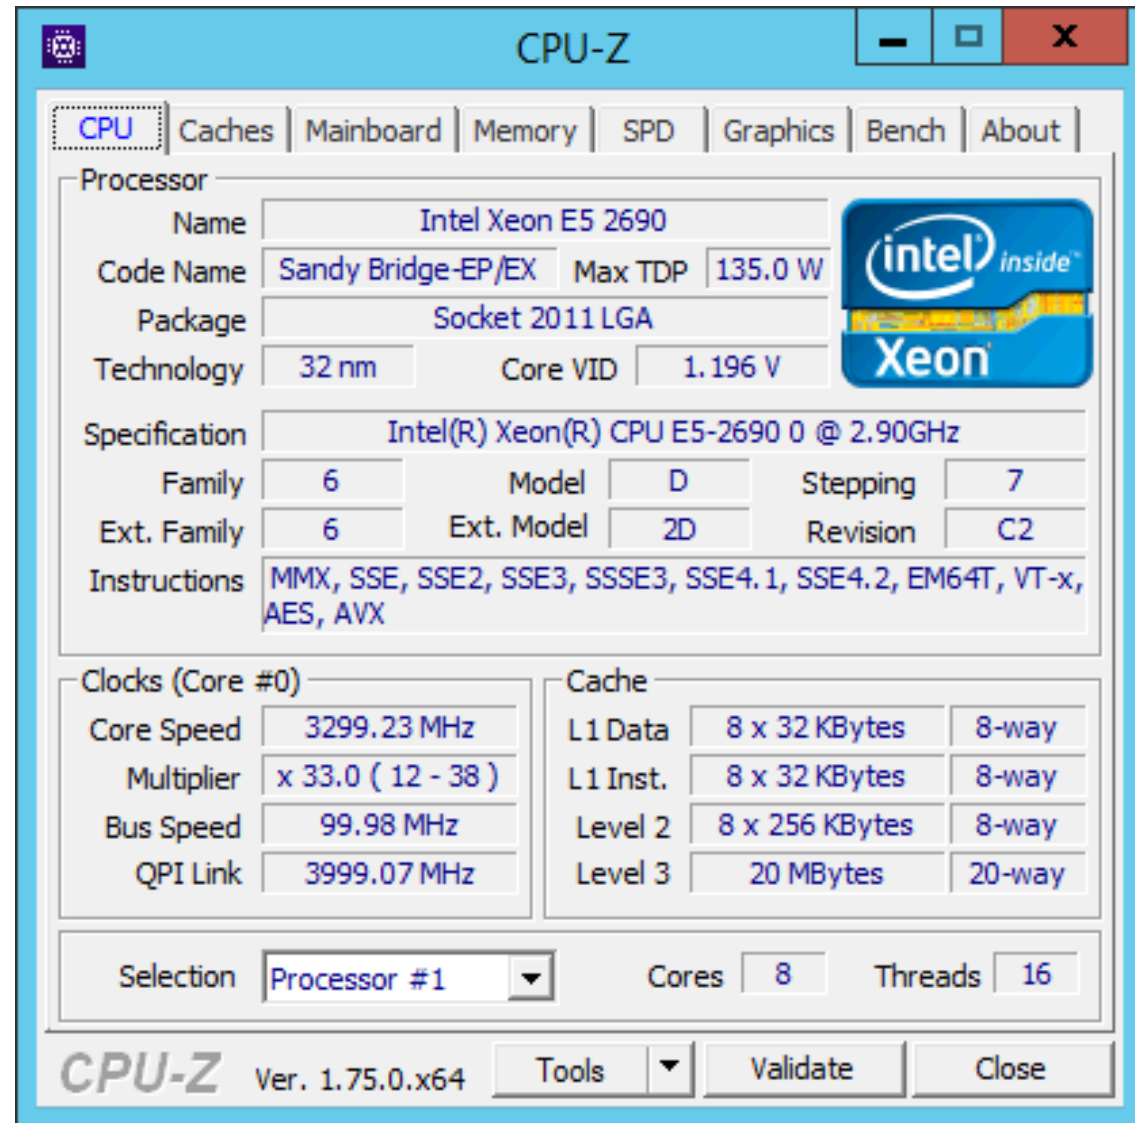 CPU-Z
CPU Caches Mainboard Memory SPD Graphics Bench About
Processor
Name Intel Xeon E5 2690
Code Name Sandy Bridge-EP/EX Max TDP 135.0 W
Package Socket 2011 LGA
Technology 32 nm Core VID 1.196 V
intel inside™
Xeon
Specification Intel(R) Xeon(R) CPU E5-2690 0 @ 2.90GHz
Family 6 Model D Stepping 7
Ext. Family 6 Ext. Model 2D Revision C2
Instructions MMX, SSE, SSE2, SSE3, SSSE3, SSE4.1, SSE4.2, EM64T, VT-x,
AES, AVX
Clocks (Core #0)
Core Speed 3299.23 MHz
Multiplier x 33.0 ( 12 - 38 )
Bus Speed 99.98 MHz
QPI Link 3999.07 MHz
Cache
L1 Data 8 x 32 KBytes 8-way
L1 Inst. 8 x 32 KBytes 8-way
Level 2 8 x 256 KBytes 8-way
Level 3 20 MBytes 20-way
Selection Processor #1 Cores 8 Threads 16
CPU-Z Ver. 1.75.0.x64 Tools Validate Close